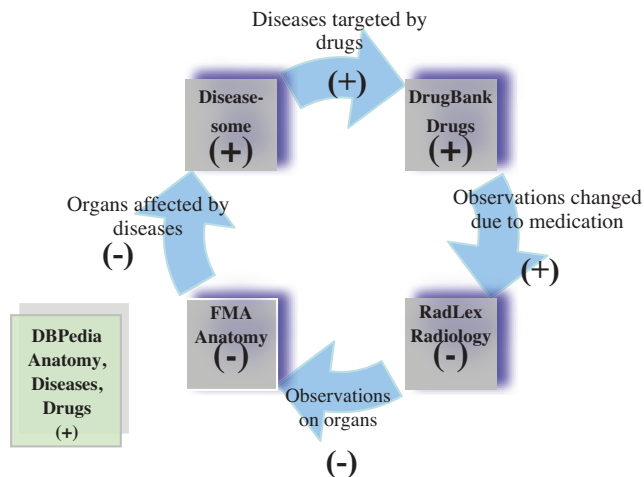 Diseases targeted by
drugs
(+)
Disease-
some
(+)
DrugBank
Drugs
(+)
Organs affected by
diseases
(-)
Observations changed
due to medication
(+)
FMA
Anatomy
(-)
RadLex
Radiology
(-)
Observations
on organs
(-)
DBPedia
Anatomy,
Diseases,
Drugs
(+)